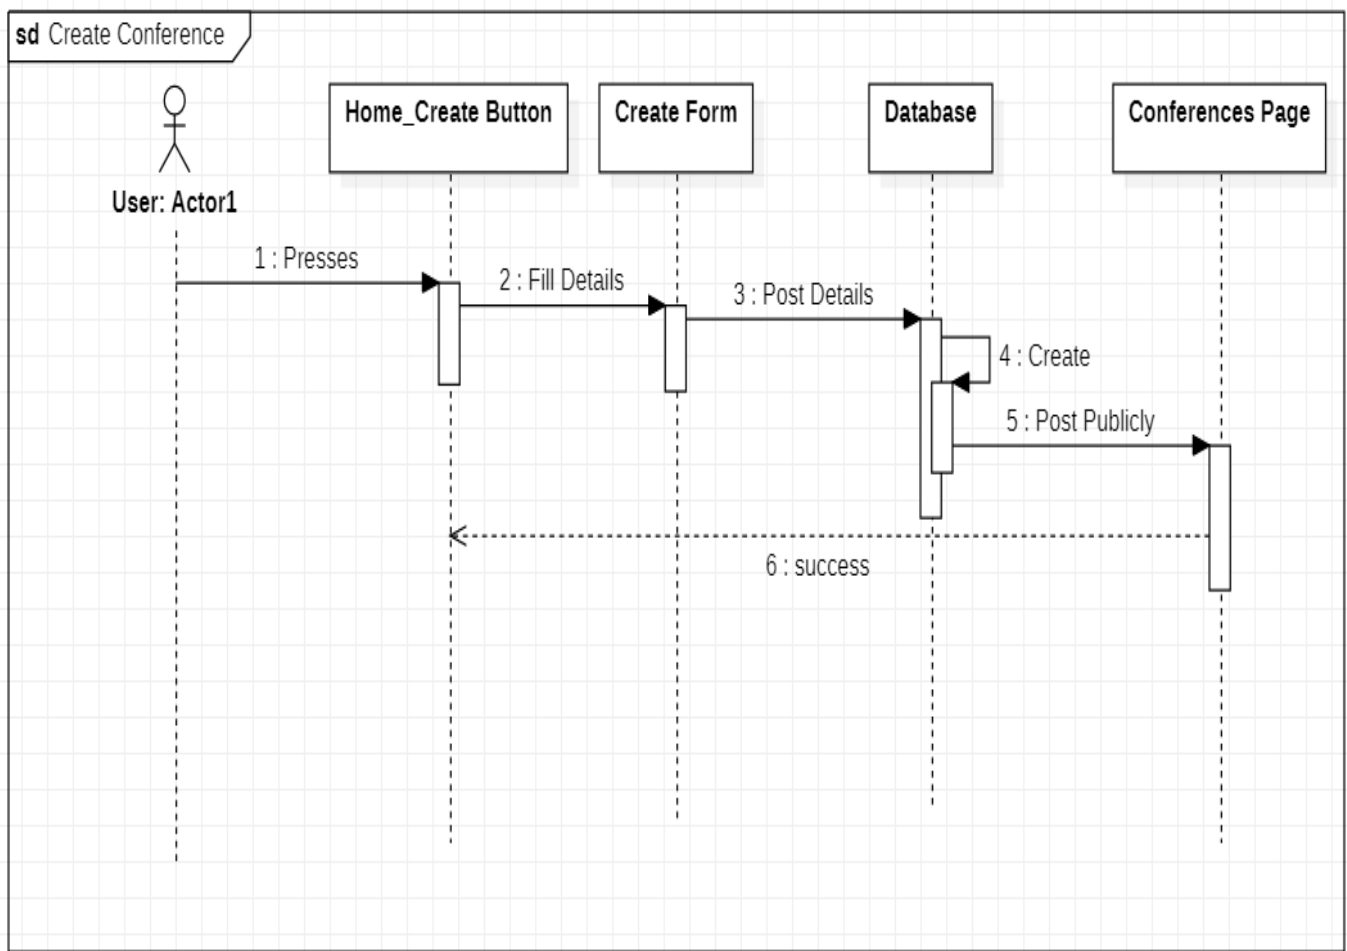 sd Create Conference
Home_Create Button
Create Form
Database
Conferences Page
User: Actor1
1 : Presses
2 : Fill Details
3 : Post Details
4 : Create
5 : Post Publicly
6 : success